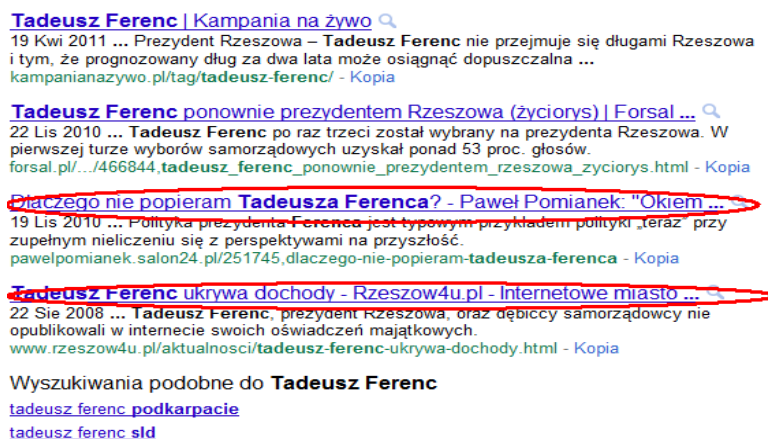 Tadeusz Ferenc | Kampania na żywo
19 Kwi 2011 ... Prezydent Rzeszowa – Tadeusz Ferenc nie przejmuje się długami Rzeszowa
i tym, że prognozowany dług za dwa lata może osiągnąć dopuszczalna ...
kampanianazywo.pl/tag/tadeusz-ferenc/ - Kopia
Tadeusz Ferenc ponownie prezydentem Rzeszowa (życiorys) | Forsal ...
22 Lis 2010 ... Tadeusz Ferenc po raz trzeci został wybrany na prezydenta Rzeszowa. W
pierwszej turze wyborów samorządowych uzyskał ponad 53 proc. głosów.
forsal.pl/.../466844,tadeusz_ferenc_ponownie_prezydentem_rzeszowa_zyciorys.html - Kopia
Dlaczego nie popieram Tadeusza Ferenca? - Paweł Pomianek: "Okiem ...
19 Lis 2010 ... Polityka prezydenta Ferenca jest typowym przykładem polityki „teraz” przy
zupełnym nieliczeniu się z perspektywami na przyszłość.
pawelpomianek.salon24.pl/251745,dlaczego-nie-popieram-tadeusza-ferenca - Kopia
Tadeusz Ferenc ukrywa dochody - Rzeszow4u.pl - Internetowe miasto ...
22 Sie 2008 ... Tadeusz Ferenc, prezydent Rzeszowa, oraz dębiccy samorządowcy nie
opublikowali w internecie swoich oświadczeń majątkowych.
www.rzeszow4u.pl/aktualnosci/tadeusz-ferenc-ukrywa-dochody.html - Kopia
Wyszukiwania podobne do Tadeusz Ferenc
tadeusz ferenc podkarpacie
tadeusz ferenc sld